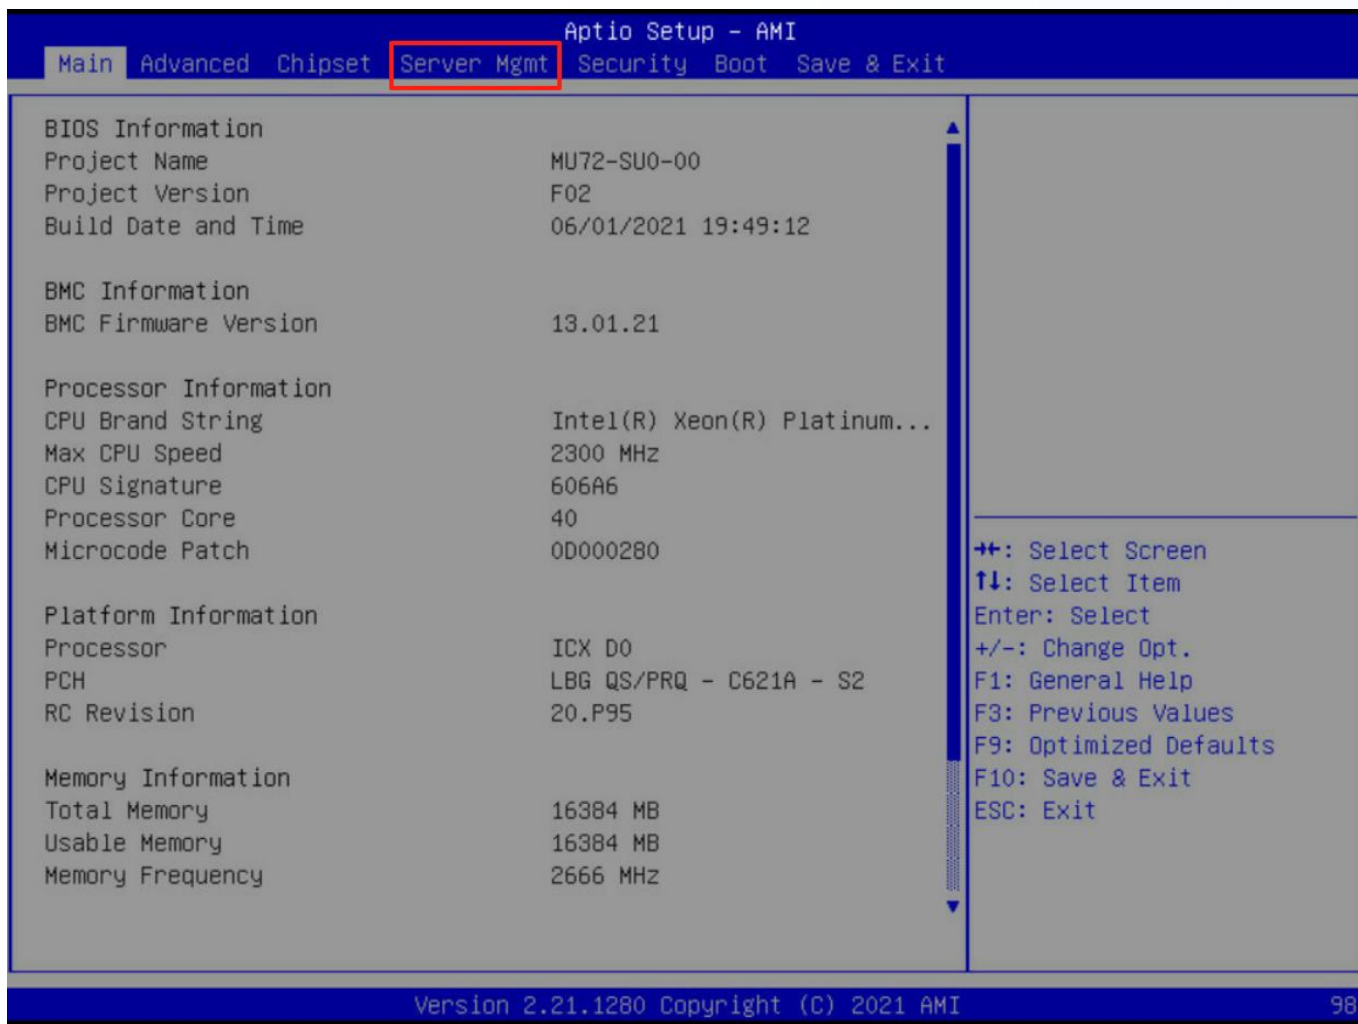 Aptio Setup - AMI
Main Advanced Chipset Server Mgmt Security Boot Save & Exit
BIOS Information
Project Name MU72-SU0-00
Project Version F02
Build Date and Time 06/01/2021 19:49:12
BMC Information
BMC Firmware Version 13.01.21
Processor Information
CPU Brand String Intel(R) Xeon(R) Platinum...
Max CPU Speed 2300 MHz
CPU Signature 606A6
Processor Core 40
Microcode Patch 0D000280
Platform Information
Processor ICX D0
PCH LBG QS/PRQ - C621A - S2
RC Revision 20.P95
Memory Information
Total Memory 16384 MB
Usable Memory 16384 MB
Memory Frequency 2666 MHz
→←: Select Screen
↑↓: Select Item
Enter: Select
+/-: Change Opt.
F1: General Help
F3: Previous Values
F9: Optimized Defaults
F10: Save & Exit
ESC: Exit
Version 2.21.1280 Copyright (C) 2021 AMI
98